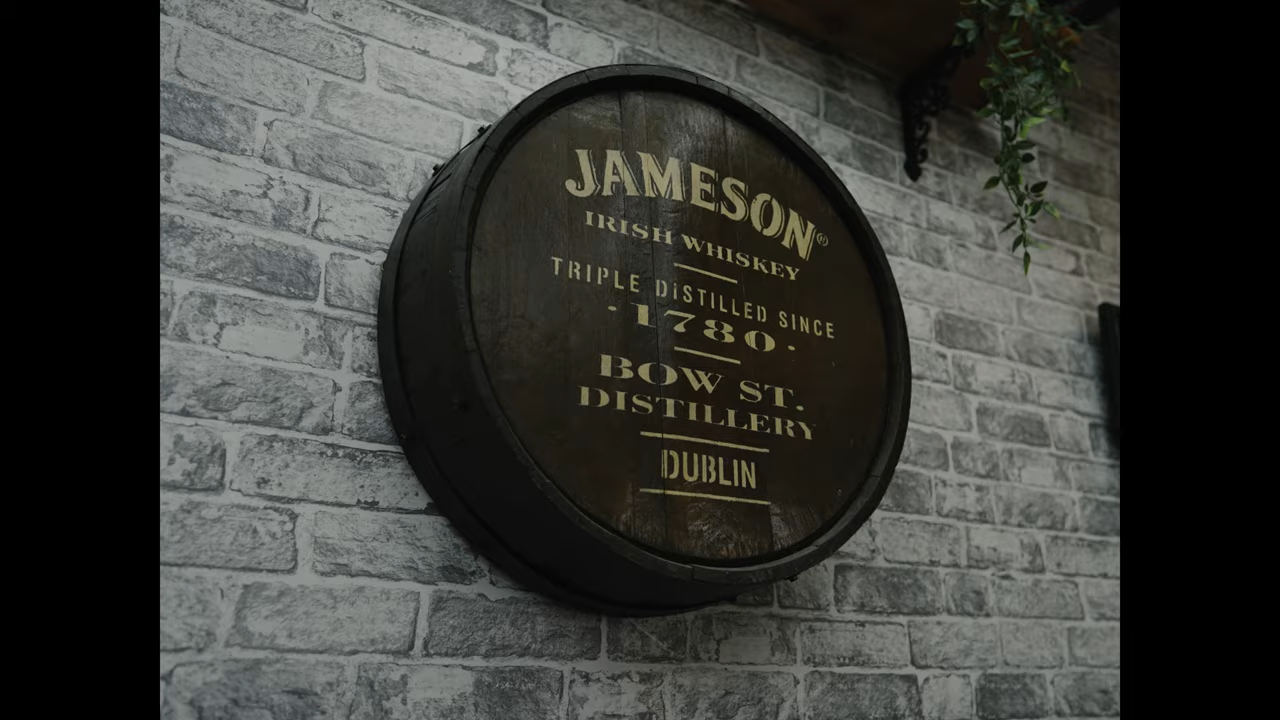 JAMESON®
IRISH WHISKEY
TRIPLE DISTILLED SINCE
·1780·
BOW ST.
DISTILLERY
DUBLIN